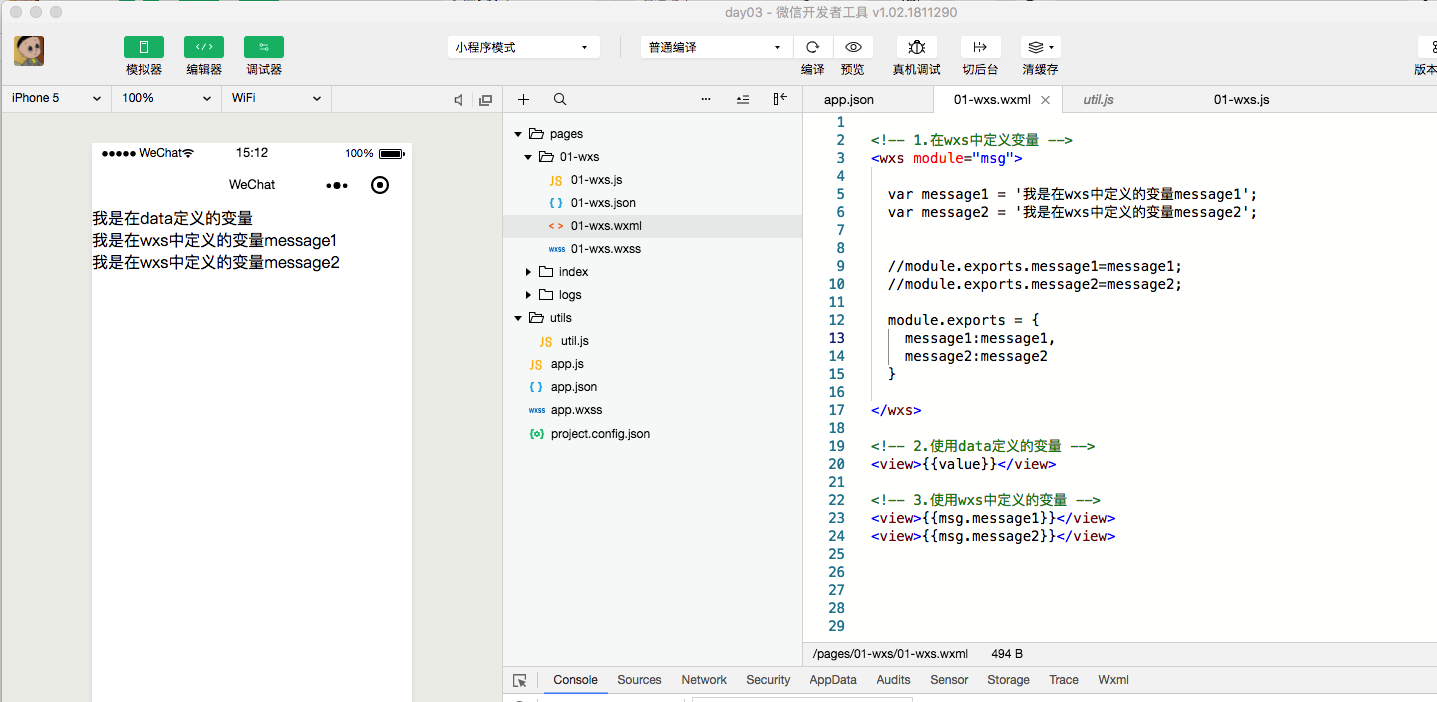 day03 - 微信开发者工具 v1.02.1811290
模拟器 编辑器 调试器
小程序模式
普通编译
编译 预览 真机调试 切后台 清缓存
版本
iPhone 5 100% WiFi
WeChat 15:12 100%
WeChat
我是在data定义的变量
我是在wxs中定义的变量message1
我是在wxs中定义的变量message2
pages
01-wxs
JS 01-wxs.js
{ } 01-wxs.json
< > 01-wxs.wxml
wxss 01-wxs.wxss
index
logs
utils
JS util.js
JS app.js
{ } app.json
wxss app.wxss
{o} project.config.json
app.json 01-wxs.wxml util.js 01-wxs.js
1
2 <!-- 1.在wxs中定义变量 -->
3 <wxs module="msg">
4
5 var message1 = '我是在wxs中定义的变量message1';
6 var message2 = '我是在wxs中定义的变量message2';
7
8
9 //module.exports.message1=message1;
10 //module.exports.message2=message2;
11
12 module.exports = {
13 message1:message1,
14 message2:message2
15 }
16
17 </wxs>
18
19 <!-- 2.使用data定义的变量 -->
20 <view>{{value}}</view>
21
22 <!-- 3.使用wxs中定义的变量 -->
23 <view>{{msg.message1}}</view>
24 <view>{{msg.message2}}</view>
25
26
27
28
29
/pages/01-wxs/01-wxs.wxml 494 B
Console Sources Network Security AppData Audits Sensor Storage Trace Wxml